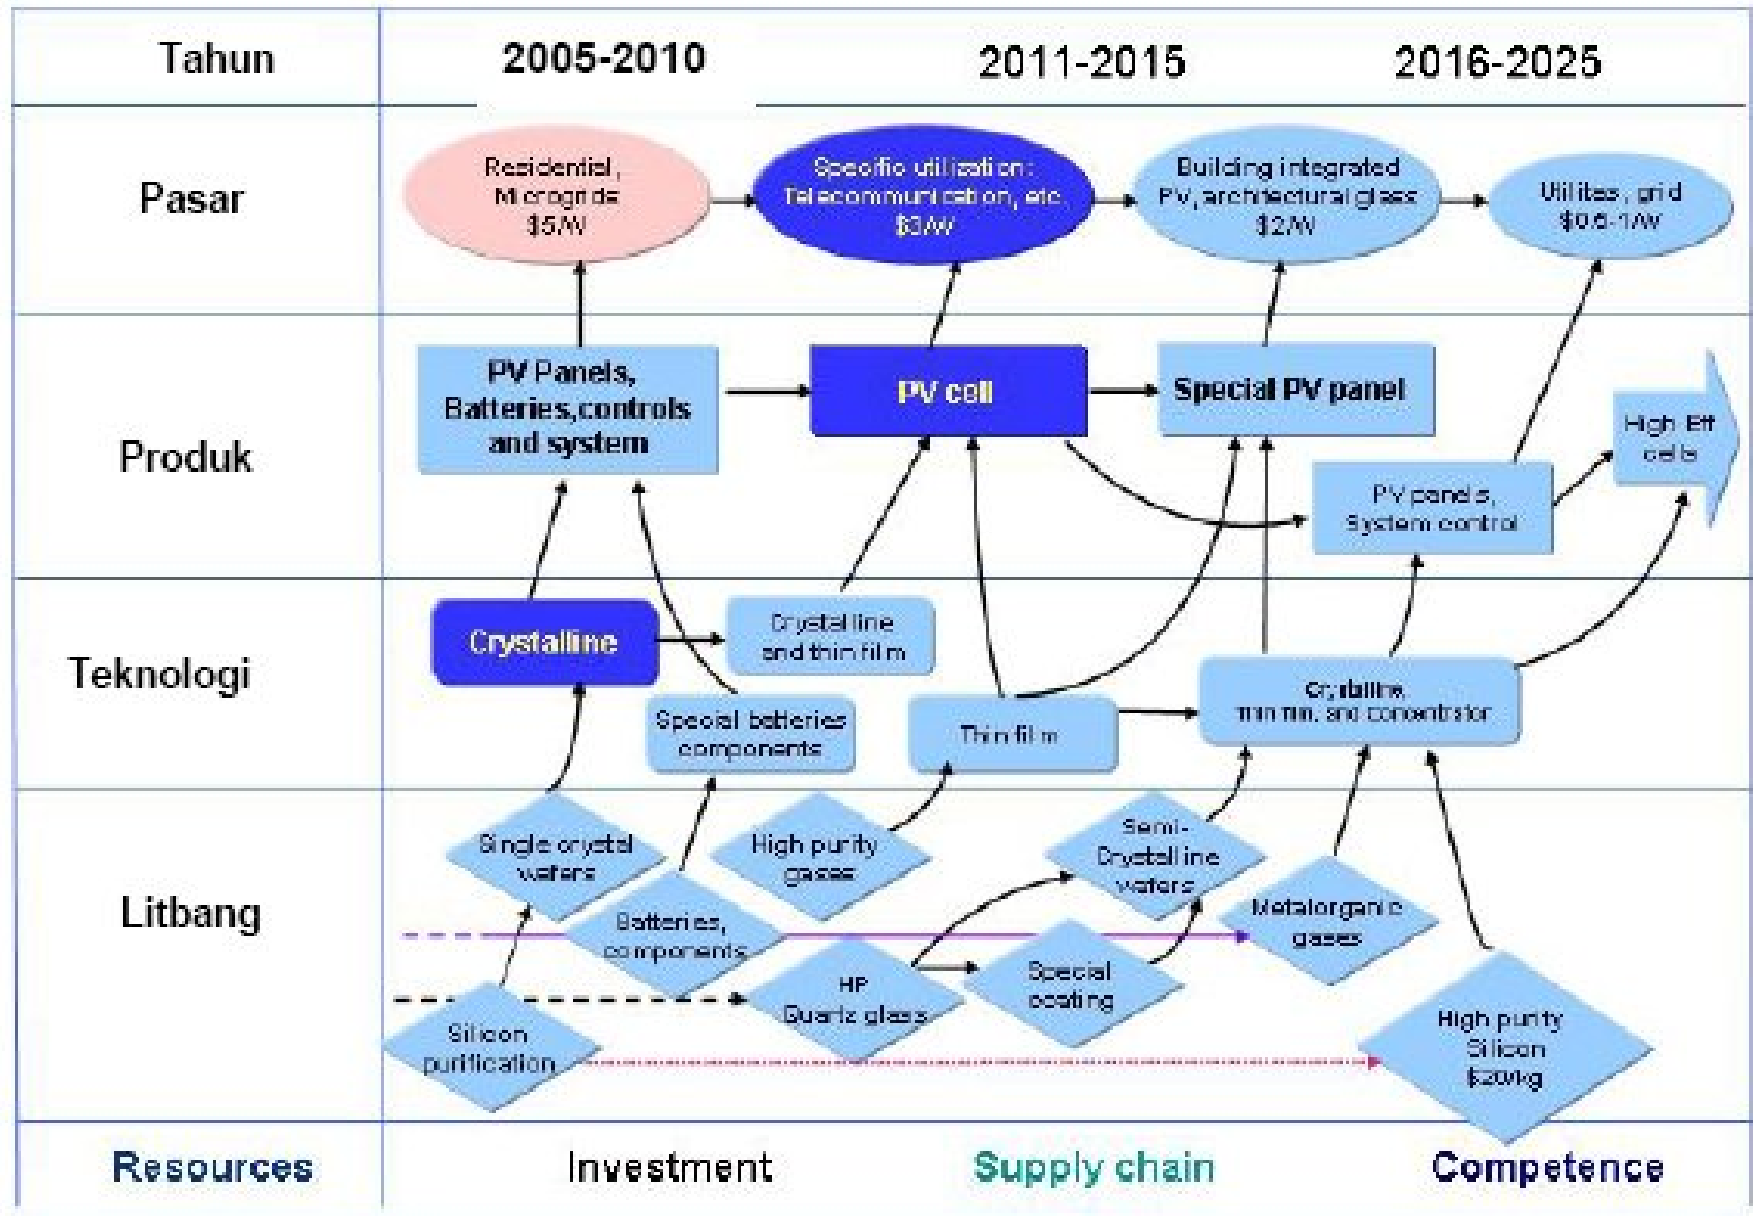 Tahun
2005-2010
2011-2015
2016-2025
Pasar
Residential,
Microgrids
$5/W
Specific utilization:
Telecommunication, etc.
$3/W
Building integrated
PV, architectural glass
$2/W
Utilites, grid
$0.5-1/W
Produk
PV Panels,
Batteries,controls
and system
PV cell
Special PV panel
PV panels,
System control
High Eff
cells
Teknologi
Crystalline
Crystalline
and thin film
Special batteries
components
Thin film
Crystalline,
Thin film, and concentrator
Litbang
Single crystal
wafers
High purity
gases
Semi-
Crystalline
wafers
Batteries,
components
Metalorganic
gases
HP
Quartz glass
Special
coating
Silicon
purification
High purity
Silicon
$20/kg
Resources
Investment
Supply chain
Competence